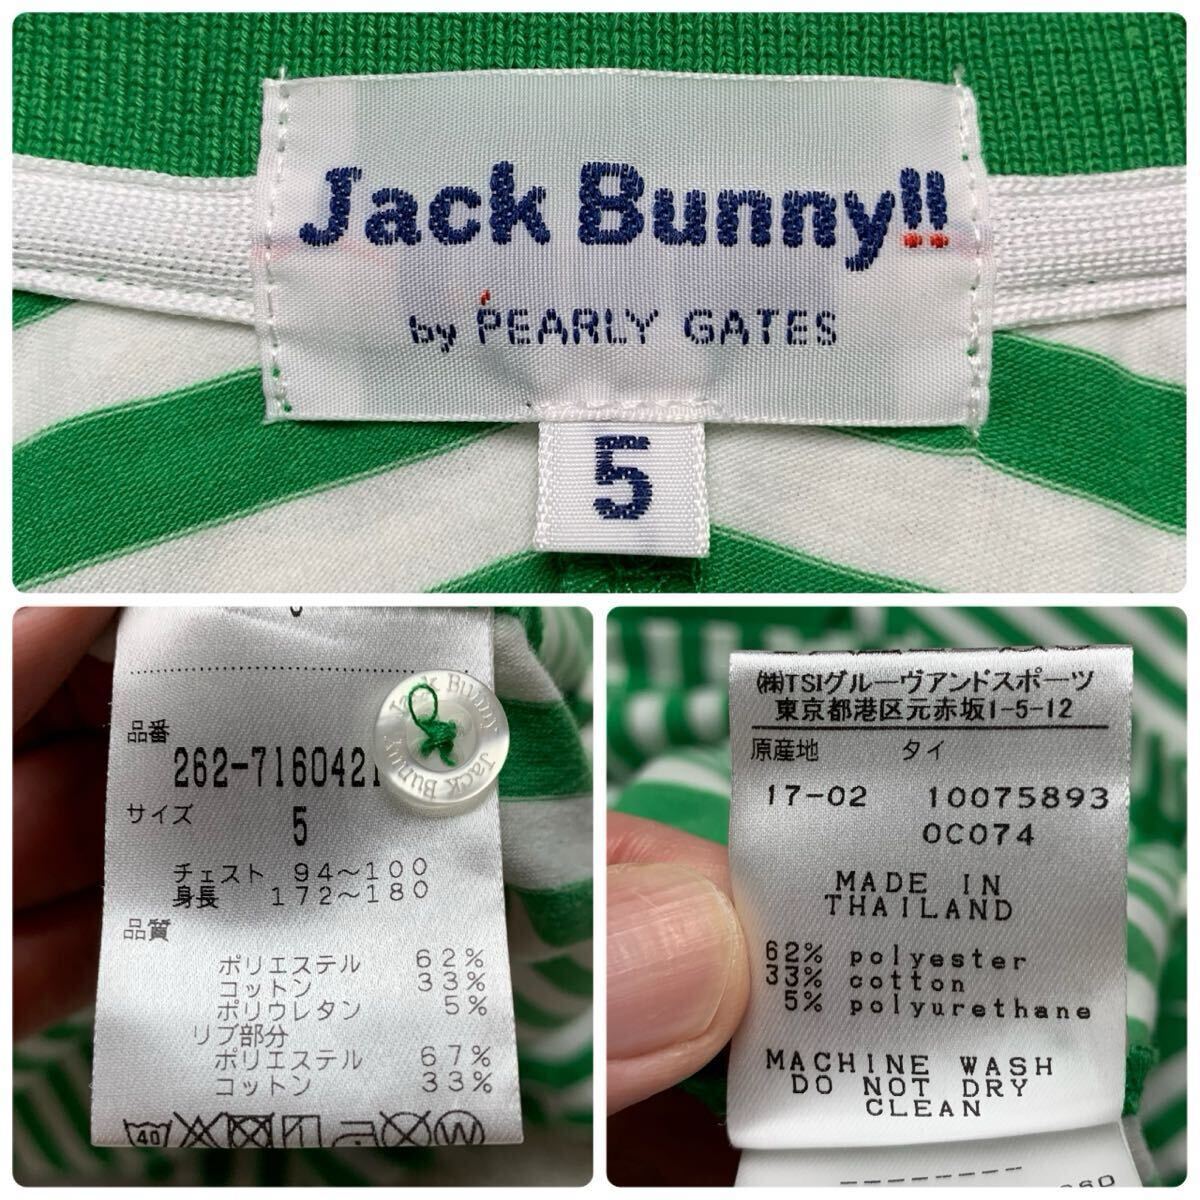 Jack Bunny!!
by PEARLY GATES
5
品番
262-7160421
サイズ
5
チェスト 94～100
身長 172～180
品質
ポリエステル 62%
コットン 33%
ポリウレタン 5%
リブ部分
ポリエステル 67%
コットン 33%
40
W
Jack Bunny
Jack Bunny
㈱TSIグルーヴアンドスポーツ
東京都港区元赤坂1-5-12
原産地 タイ
17-02 10075893
0C074
MADE IN
THAILAND
62% polyester
33% cotton
5% polyurethane
MACHINE WASH
DO NOT DRY
CLEAN